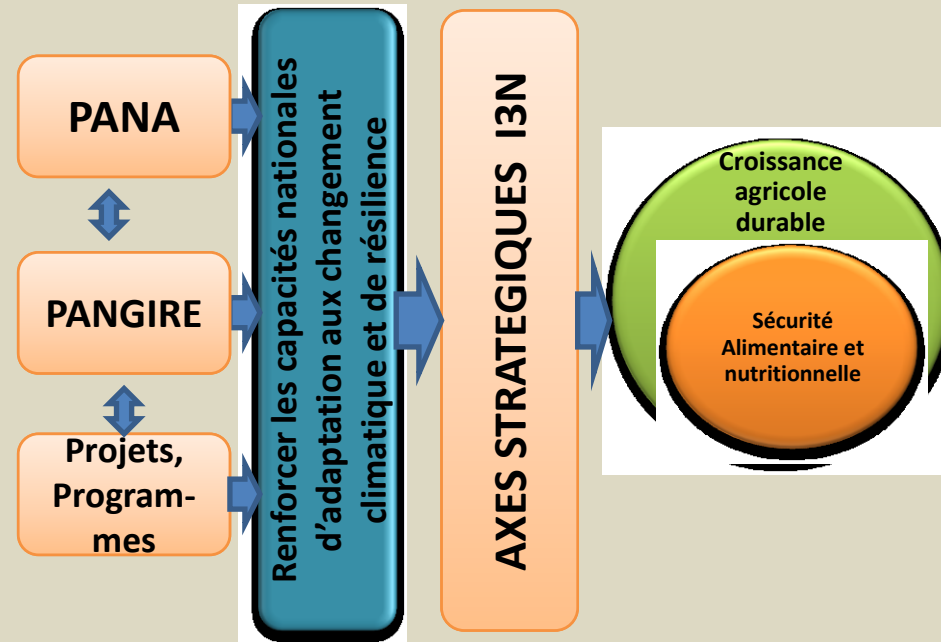 PANA
PANGIRE
Projets,
Program-
mes
Renforcer les capacités nationales
d'adaptation aux changement
climatique et de résilience
AXES STRATEGIQUES I3N
Croissance
agricole
durable
Sécurité
Alimentaire et
nutritionnelle